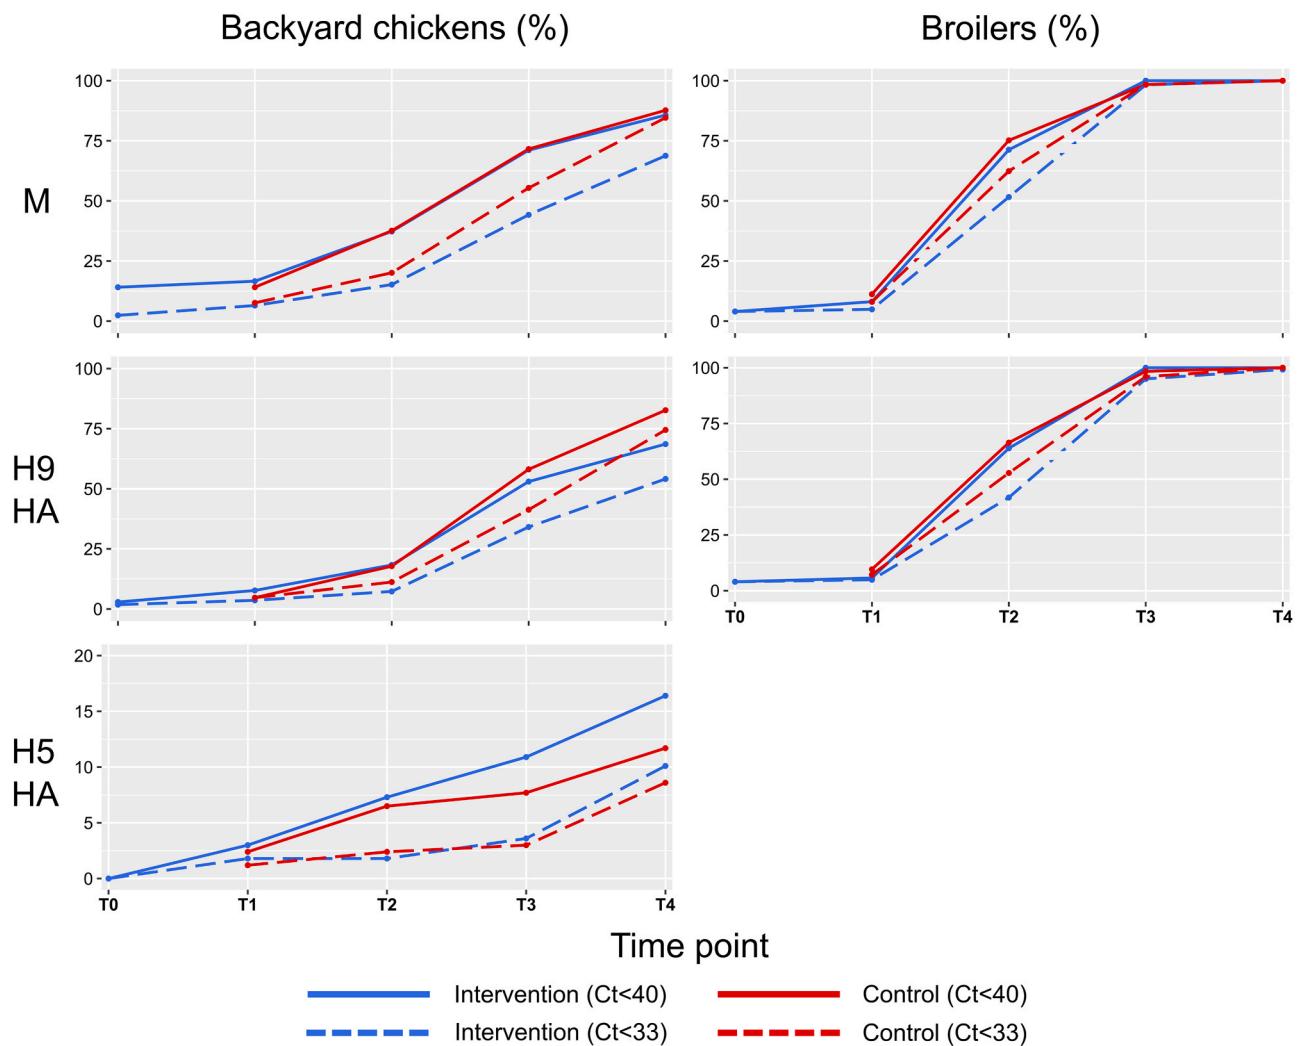 Backyard chickens (%)
Broilers (%)
M
100
75
50
25
0
100
75
50
25
0
H9
HA
100
75
50
25
0
100
75
50
25
0
T0 T1 T2 T3 T4
H5
HA
20
15
10
5
0
T0 T1 T2 T3 T4
Time point
Intervention (Ct<40)
Control (Ct<40)
Intervention (Ct<33)
Control (Ct<33)